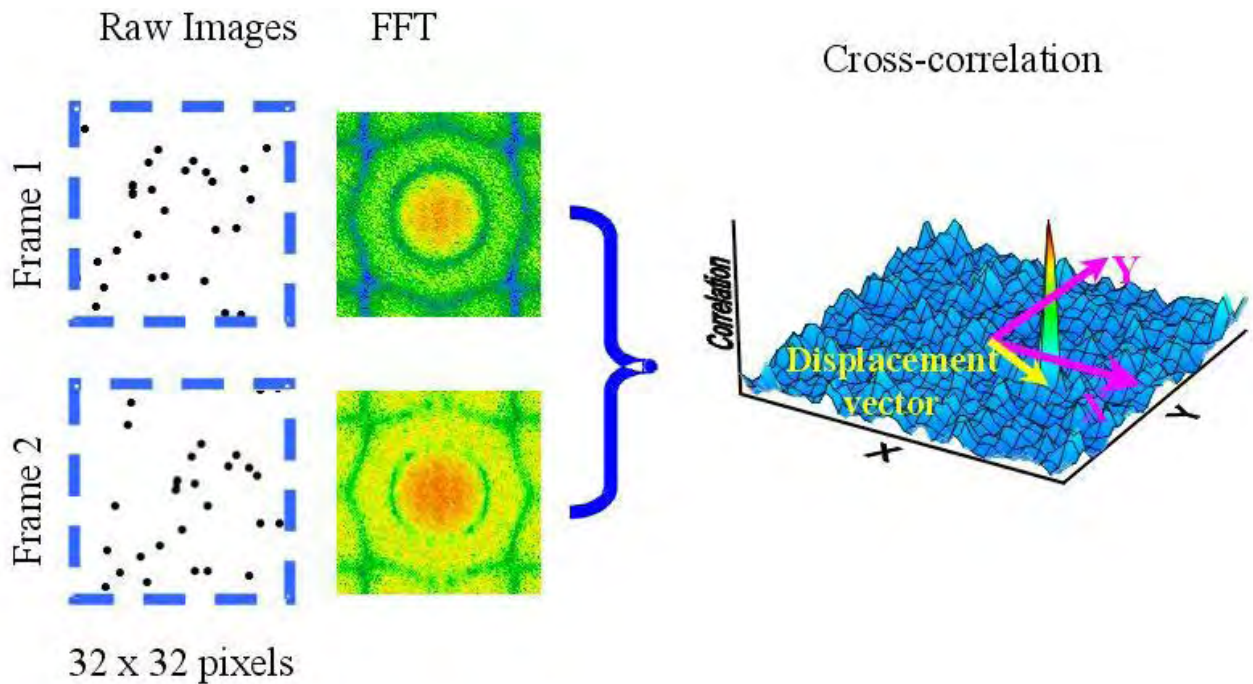 Raw Images
FFT
Cross-correlation
Frame 1
Frame 2
32 x 32 pixels
Correlation
Displacement
vector
Y
X
X
Y